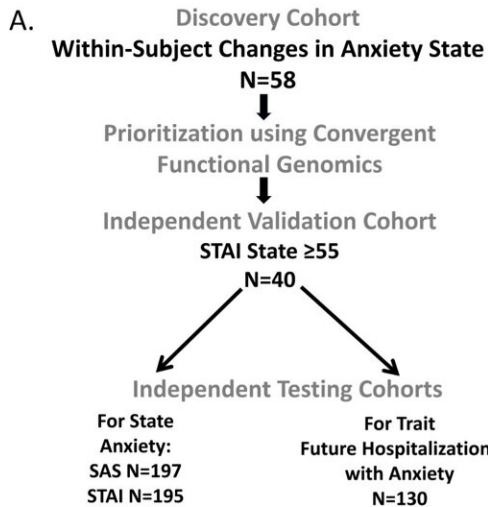 A.
Discovery Cohort
Within-Subject Changes in Anxiety State
N=58
Prioritization using Convergent
Functional Genomics
Independent Validation Cohort
STAI State ≥55
N=40
Independent Testing Cohorts
For State
Anxiety:
SAS N=197
STAI N=195
For Trait
Future Hospitalization
with Anxiety
N=130